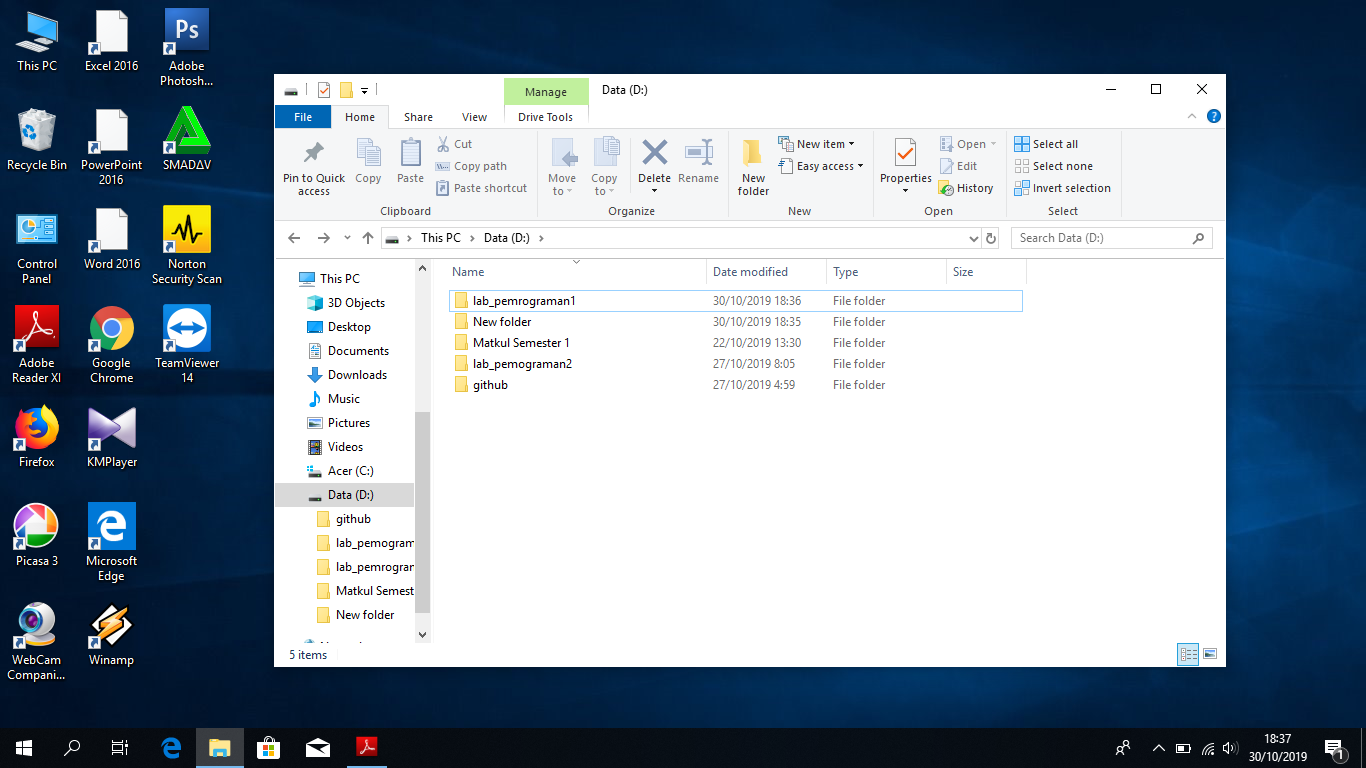 This PC
Excel 2016
Adobe
Photosh...
Recycle Bin
PowerPoint
2016
SMADΔV
Control
Panel
Word 2016
Norton
Security Scan
Adobe
Reader XI
Google
Chrome
TeamViewer
14
Firefox
KMPlayer
Picasa 3
Microsoft
Edge
WebCam
Compani...
Winamp
Ps
Manage
Data (D:)
File
Home
Share
View
Drive Tools
Pin to Quick
access
Copy
Paste
Cut
Copy path
Paste shortcut
Clipboard
Move
to
Copy
to
Delete
Rename
Organize
New
folder
New item
Easy access
New
Properties
Open
Edit
History
Open
Select all
Select none
Invert selection
Select
This PC
Data (D:)
Search Data (D:)
Name
Date modified
Type
Size
lab_pemrograman1 30/10/2019 18:36 File folder
New folder 30/10/2019 18:35 File folder
Matkul Semester 1 22/10/2019 13:30 File folder
lab_pemograman2 27/10/2019 8:05 File folder
github 27/10/2019 4:59 File folder
This PC
3D Objects
Desktop
Documents
Downloads
Music
Pictures
Videos
Acer (C:)
Data (D:)
github
lab_pemogram
lab_pemrogran
Matkul Semest
New folder
5 items
18:37
30/10/2019
1